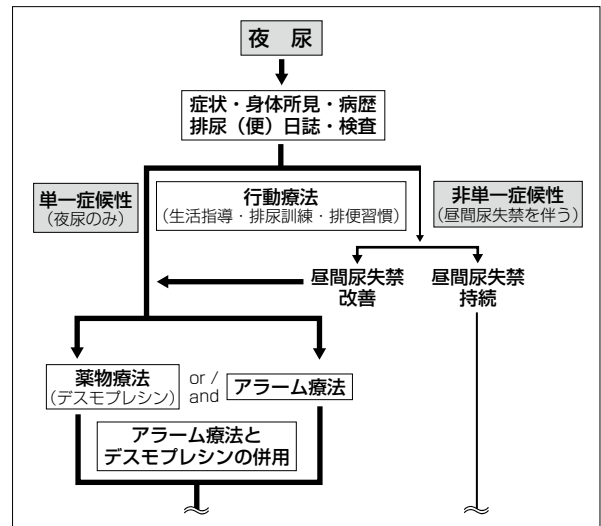 夜 尿
症状・身体所見・病歴
排尿（便）日誌・検査
単一症候性
（夜尿のみ）
行動療法
（生活指導・排尿訓練・排便習慣）
非単一症候性
（昼間尿失禁を伴う）
昼間尿失禁
改善
昼間尿失禁
持続
薬物療法
（デスモプレシン）
or /
and
アラーム療法
アラーム療法と
デスモプレシンの併用